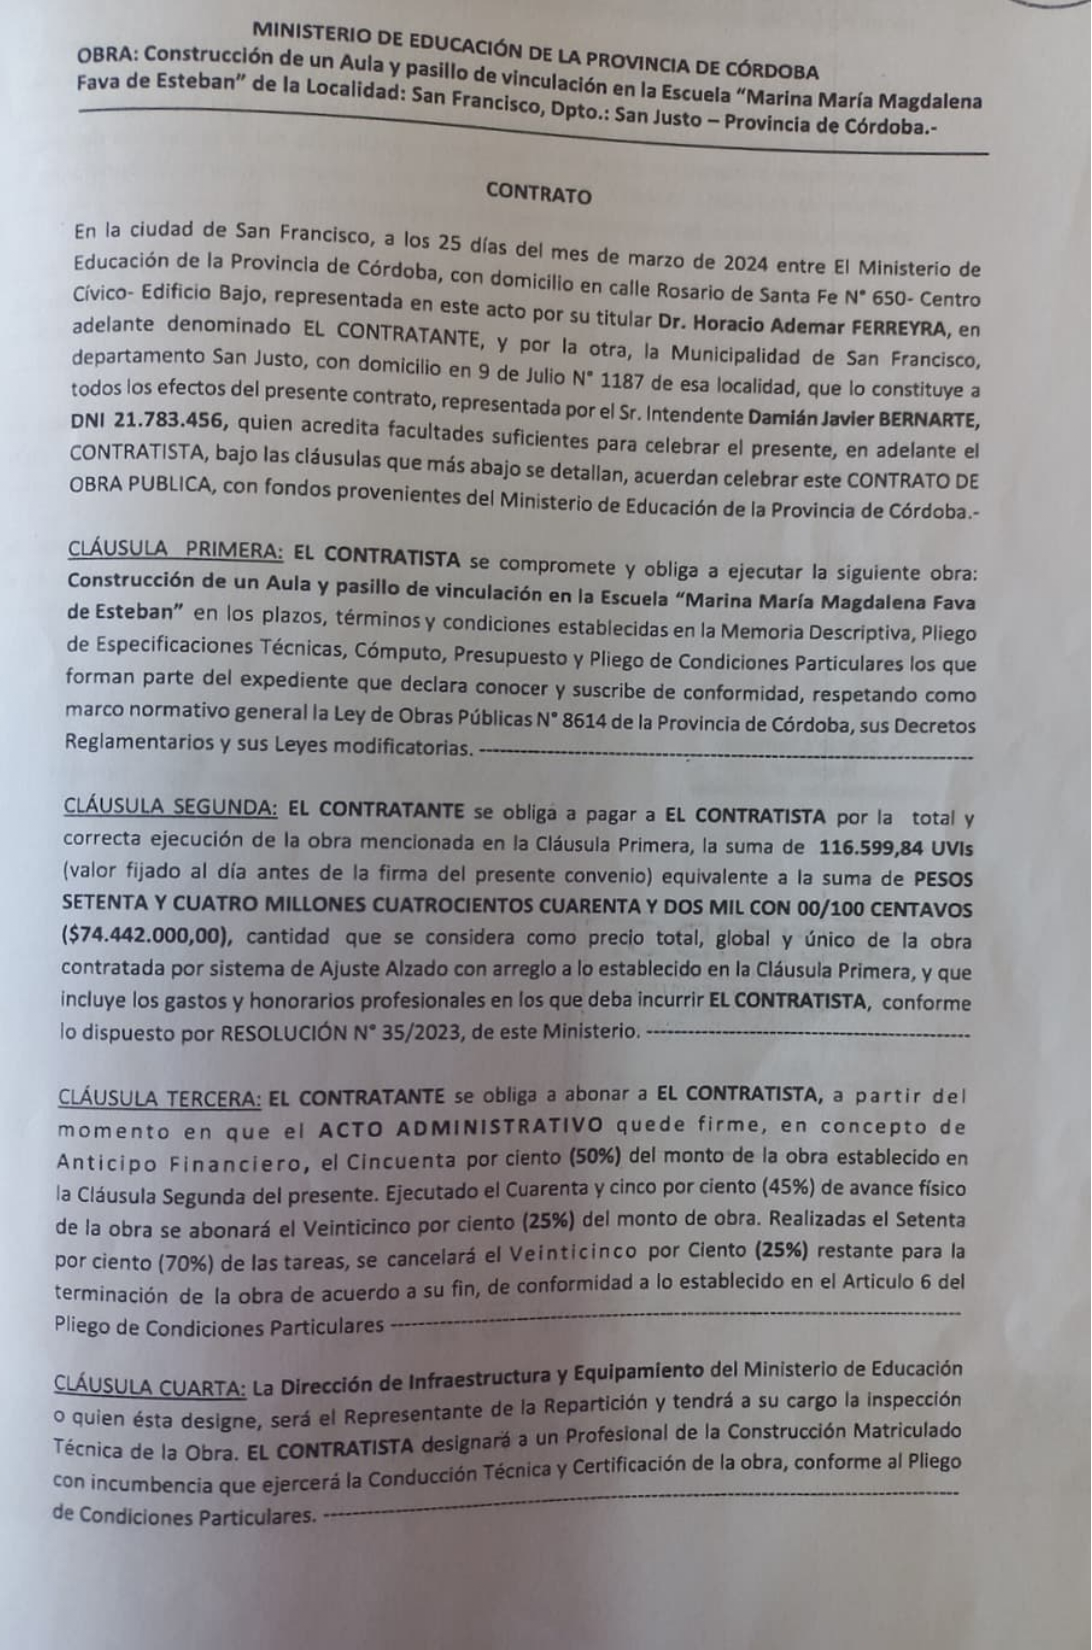 MINISTERIO DE EDUCACIÓN DE LA PROVINCIA DE CÓRDOBA
OBRA: Construcción de un Aula y pasillo de vinculación en la Escuela “Marina María Magdalena
Fava de Esteban” de la Localidad: San Francisco, Dpto.: San Justo – Provincia de Córdoba.-
CONTRATO
En la ciudad de San Francisco, a los 25 días del mes de marzo de 2024 entre El Ministerio de
Educación de la Provincia de Córdoba, con domicilio en calle Rosario de Santa Fe N° 650- Centro
Cívico- Edificio Bajo, representada en este acto por su titular Dr. Horacio Ademar FERREYRA, en
adelante denominado EL CONTRATANTE, y por la otra, la Municipalidad de San Francisco,
departamento San Justo, con domicilio en 9 de Julio N° 1187 de esa localidad, que lo constituye a
todos los efectos del presente contrato, representada por el Sr. Intendente Damián Javier BERNARTE,
DNI 21.783.456, quien acredita facultades suficientes para celebrar el presente, en adelante el
CONTRATISTA, bajo las cláusulas que más abajo se detallan, acuerdan celebrar este CONTRATO DE
OBRA PUBLICA, con fondos provenientes del Ministerio de Educación de la Provincia de Córdoba.-
CLÁUSULA PRIMERA: EL CONTRATISTA se compromete y obliga a ejecutar la siguiente obra:
Construcción de un Aula y pasillo de vinculación en la Escuela “Marina María Magdalena Fava
de Esteban” en los plazos, términos y condiciones establecidas en la Memoria Descriptiva, Pliego
de Especificaciones Técnicas, Cómputo, Presupuesto y Pliego de Condiciones Particulares los que
forman parte del expediente que declara conocer y suscribe de conformidad, respetando como
marco normativo general la Ley de Obras Públicas N° 8614 de la Provincia de Córdoba, sus Decretos
Reglamentarios y sus Leyes modificatorias. ----------
CLÁUSULA SEGUNDA: EL CONTRATANTE se obliga a pagar a EL CONTRATISTA por la total y
correcta ejecución de la obra mencionada en la Cláusula Primera, la suma de 116.599,84 UVIs
(valor fijado al día antes de la firma del presente convenio) equivalente a la suma de PESOS
SETENTA Y CUATRO MILLONES CUATROCIENTOS CUARENTA Y DOS MIL CON 00/100 CENTAVOS
($74.442.000,00), cantidad que se considera como precio total, global y único de la obra
contratada por sistema de Ajuste Alzado con arreglo a lo establecido en la Cláusula Primera, y que
incluye los gastos y honorarios profesionales en los que deba incurrir EL CONTRATISTA, conforme
lo dispuesto por RESOLUCIÓN N° 35/2023, de este Ministerio. ----------
CLÁUSULA TERCERA: EL CONTRATANTE se obliga a abonar a EL CONTRATISTA, a partir del
momento en que el ACTO ADMINISTRATIVO quede firme, en concepto de
Anticipo Financiero, el Cincuenta por ciento (50%) del monto de la obra establecido en
la Cláusula Segunda del presente. Ejecutado el Cuarenta y cinco por ciento (45%) de avance físico
de la obra se abonará el Veinticinco por ciento (25%) del monto de obra. Realizadas el Setenta
por ciento (70%) de las tareas, se cancelará el Veinticinco por Ciento (25%) restante para la
terminación de la obra de acuerdo a su fin, de conformidad a lo establecido en el Articulo 6 del
Pliego de Condiciones Particulares ----------
CLÁUSULA CUARTA: La Dirección de Infraestructura y Equipamiento del Ministerio de Educación
o quien ésta designe, será el Representante de la Repartición y tendrá a su cargo la inspección
Técnica de la Obra. EL CONTRATISTA designará a un Profesional de la Construcción Matriculado
con incumbencia que ejercerá la Conducción Técnica y Certificación de la obra, conforme al Pliego
de Condiciones Particulares. ----------